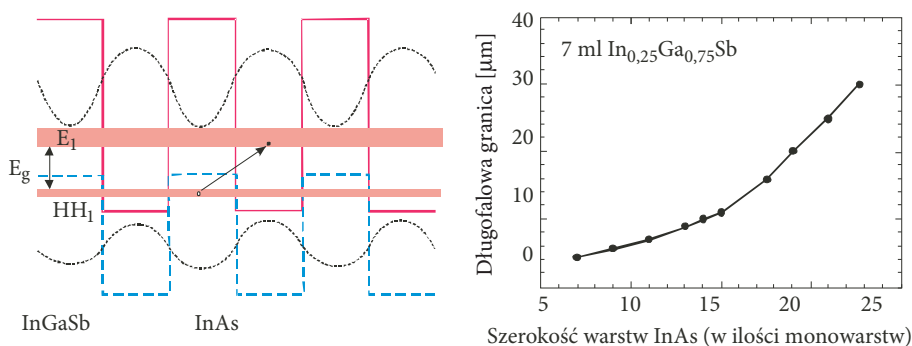 E₁
E_g
HH₁
InGaSb
InAs
7 ml In₀,₂₅Ga₀,₇₅Sb
Długofalowa granica [μm]
40
30
20
10
0
5
10
15
20
25
Szerokość warstw InAs (w ilości monowarstw)